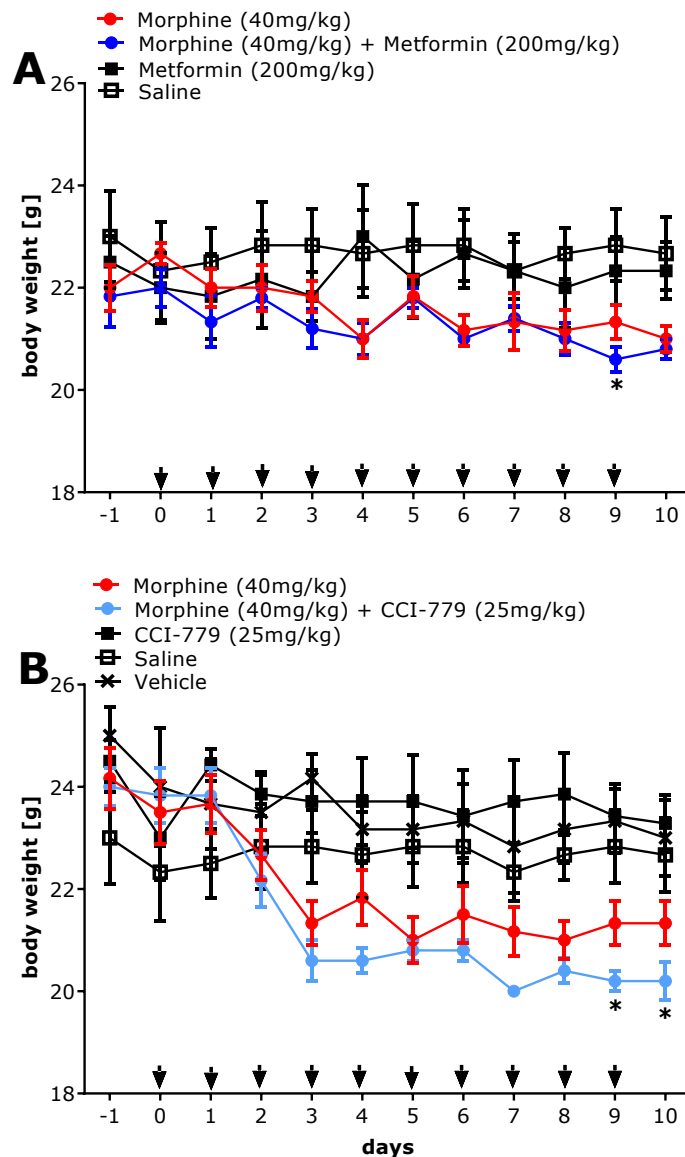 Morphine (40mg/kg)
Morphine (40mg/kg) + Metformin (200mg/kg)
Metformin (200mg/kg)
Saline
A
body weight [g]
26
24
22
20
18
*
-1 0 1 2 3 4 5 6 7 8 9 10
Morphine (40mg/kg)
Morphine (40mg/kg) + CCI-779 (25mg/kg)
CCI-779 (25mg/kg)
Saline
Vehicle
B
body weight [g]
26
24
22
20
18
* *
-1 0 1 2 3 4 5 6 7 8 9 10
days